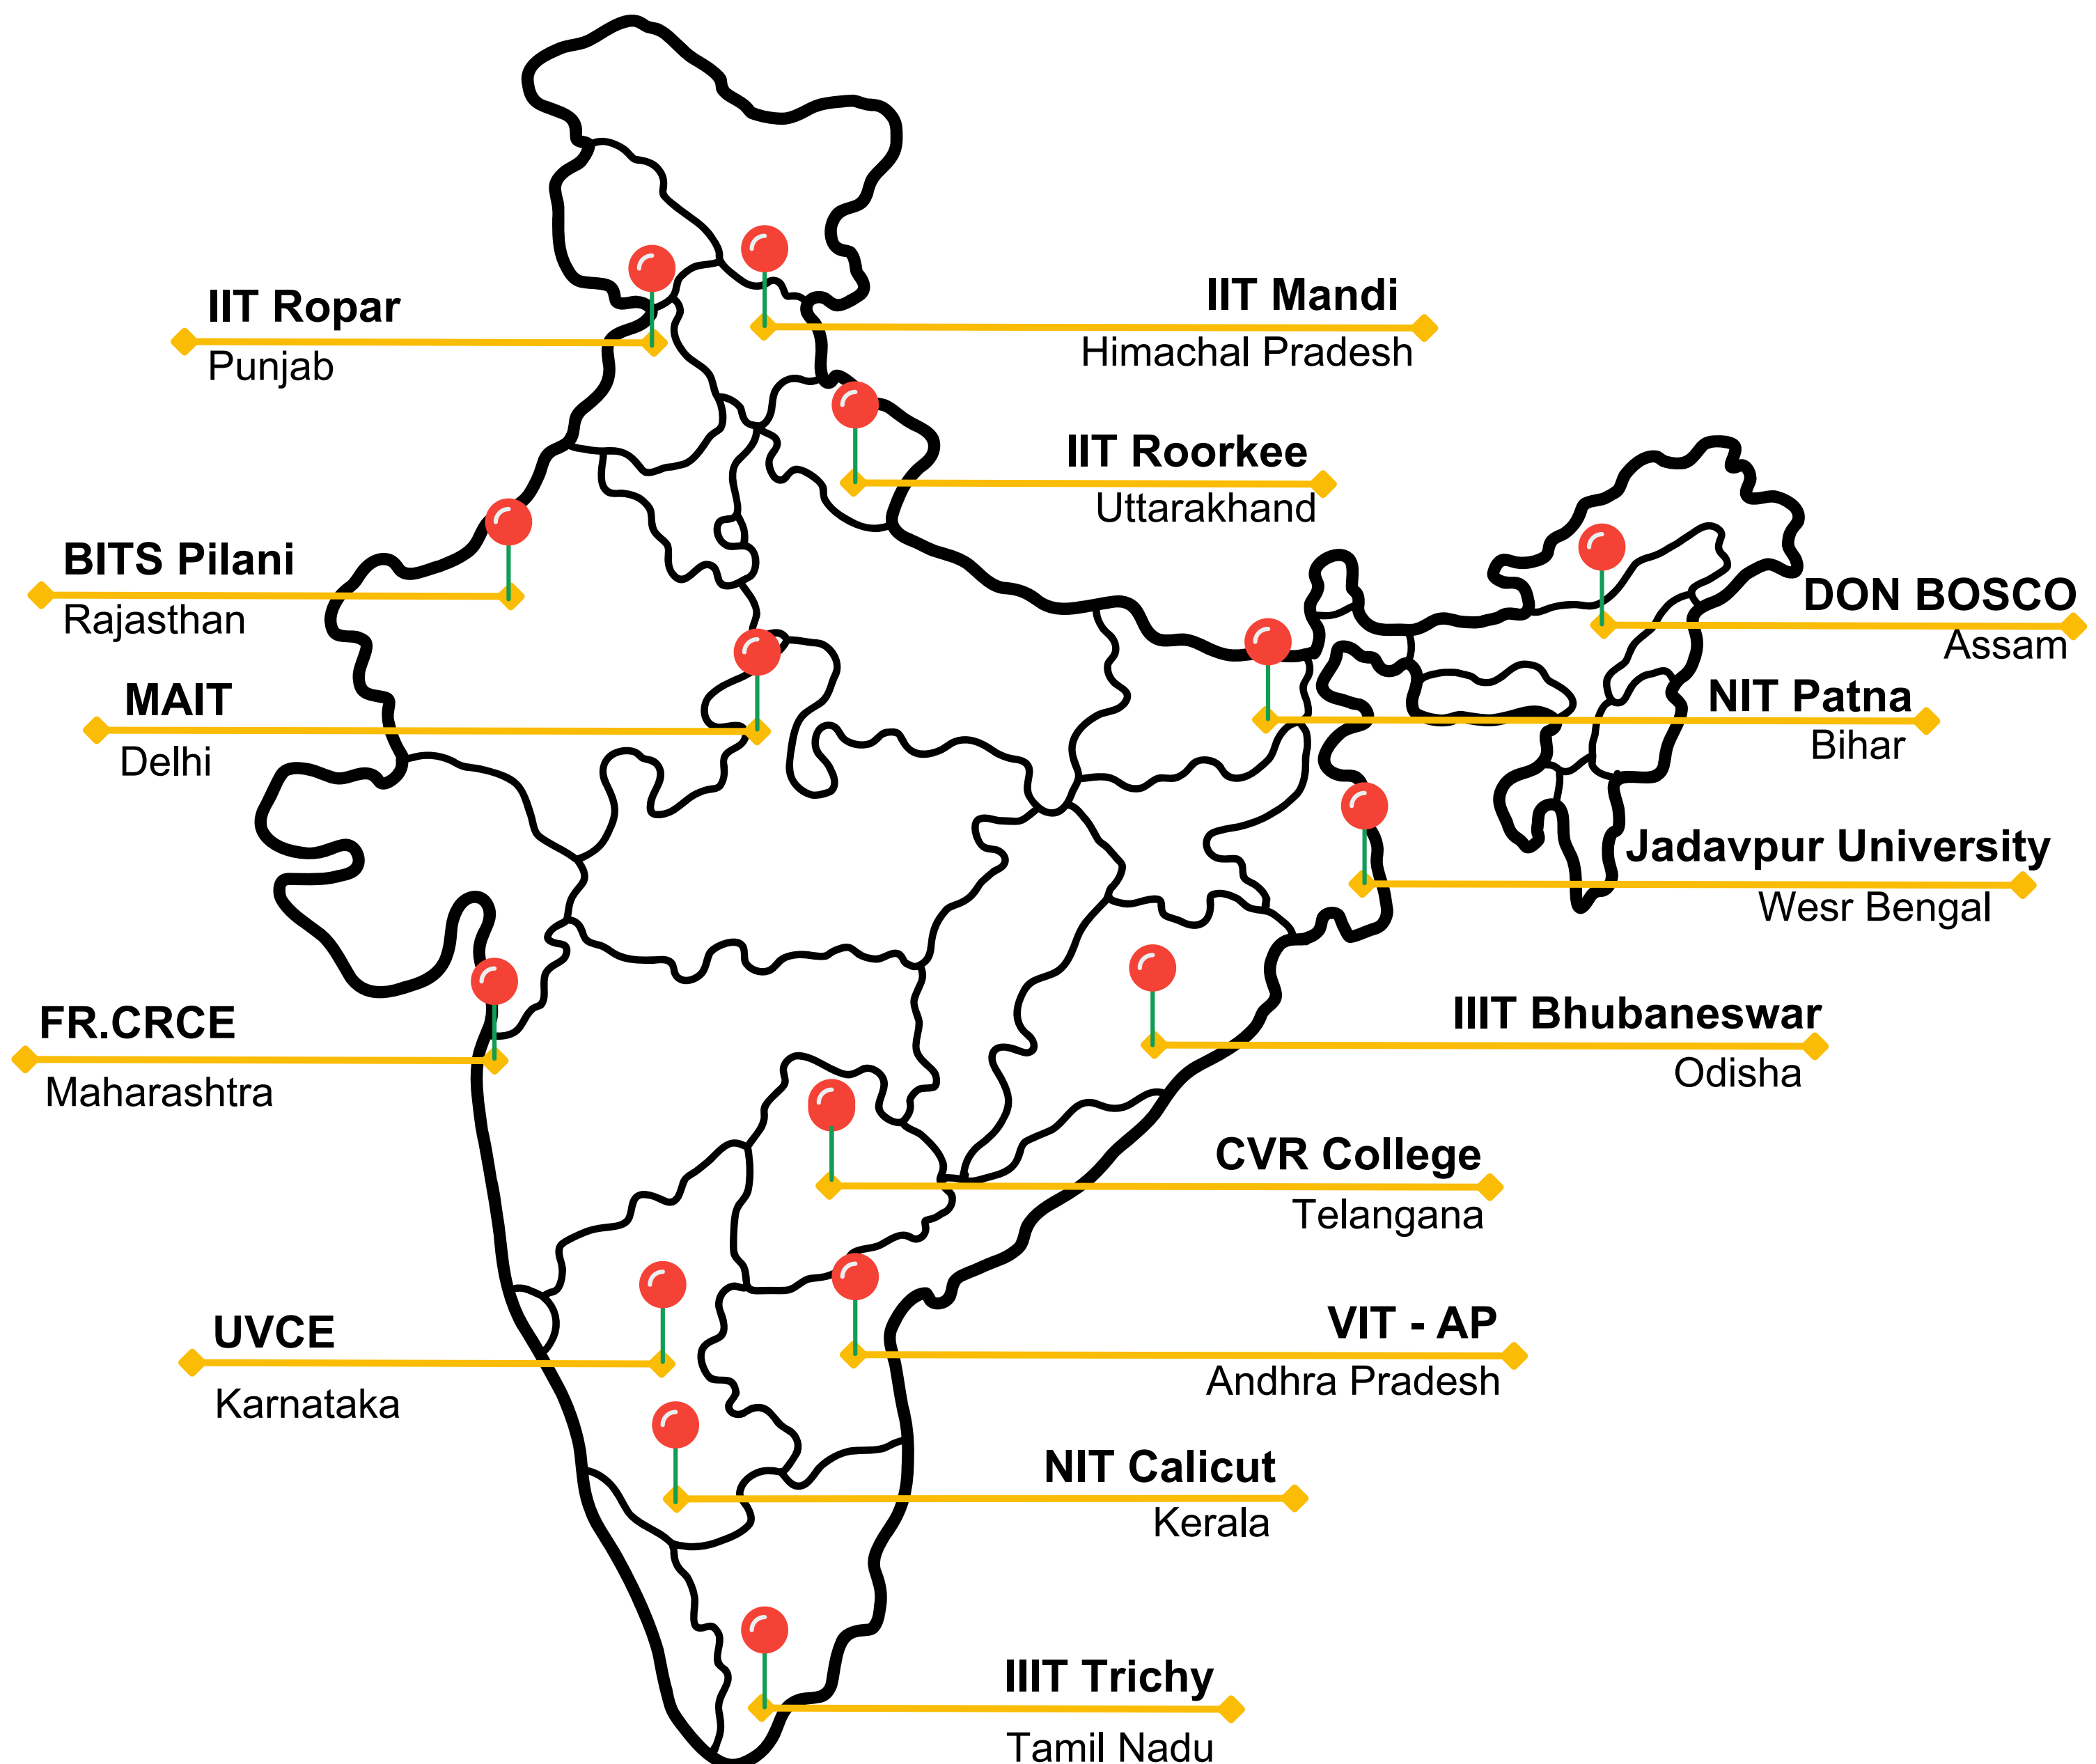 IIT Mandi
Himachal Pradesh
IIT Ropar
Punjab
IIT Roorkee
Uttarakhand
BITS Pilani
Rajasthan
DON BOSCO
Assam
MAIT
Delhi
NIT Patna
Bihar
Jadavpur University
Wesr Bengal
FR.CRCE
Maharashtra
IIIT Bhubaneswar
Odisha
CVR College
Telangana
UVCE
Karnataka
VIT - AP
Andhra Pradesh
NIT Calicut
Kerala
IIIT Trichy
Tamil Nadu